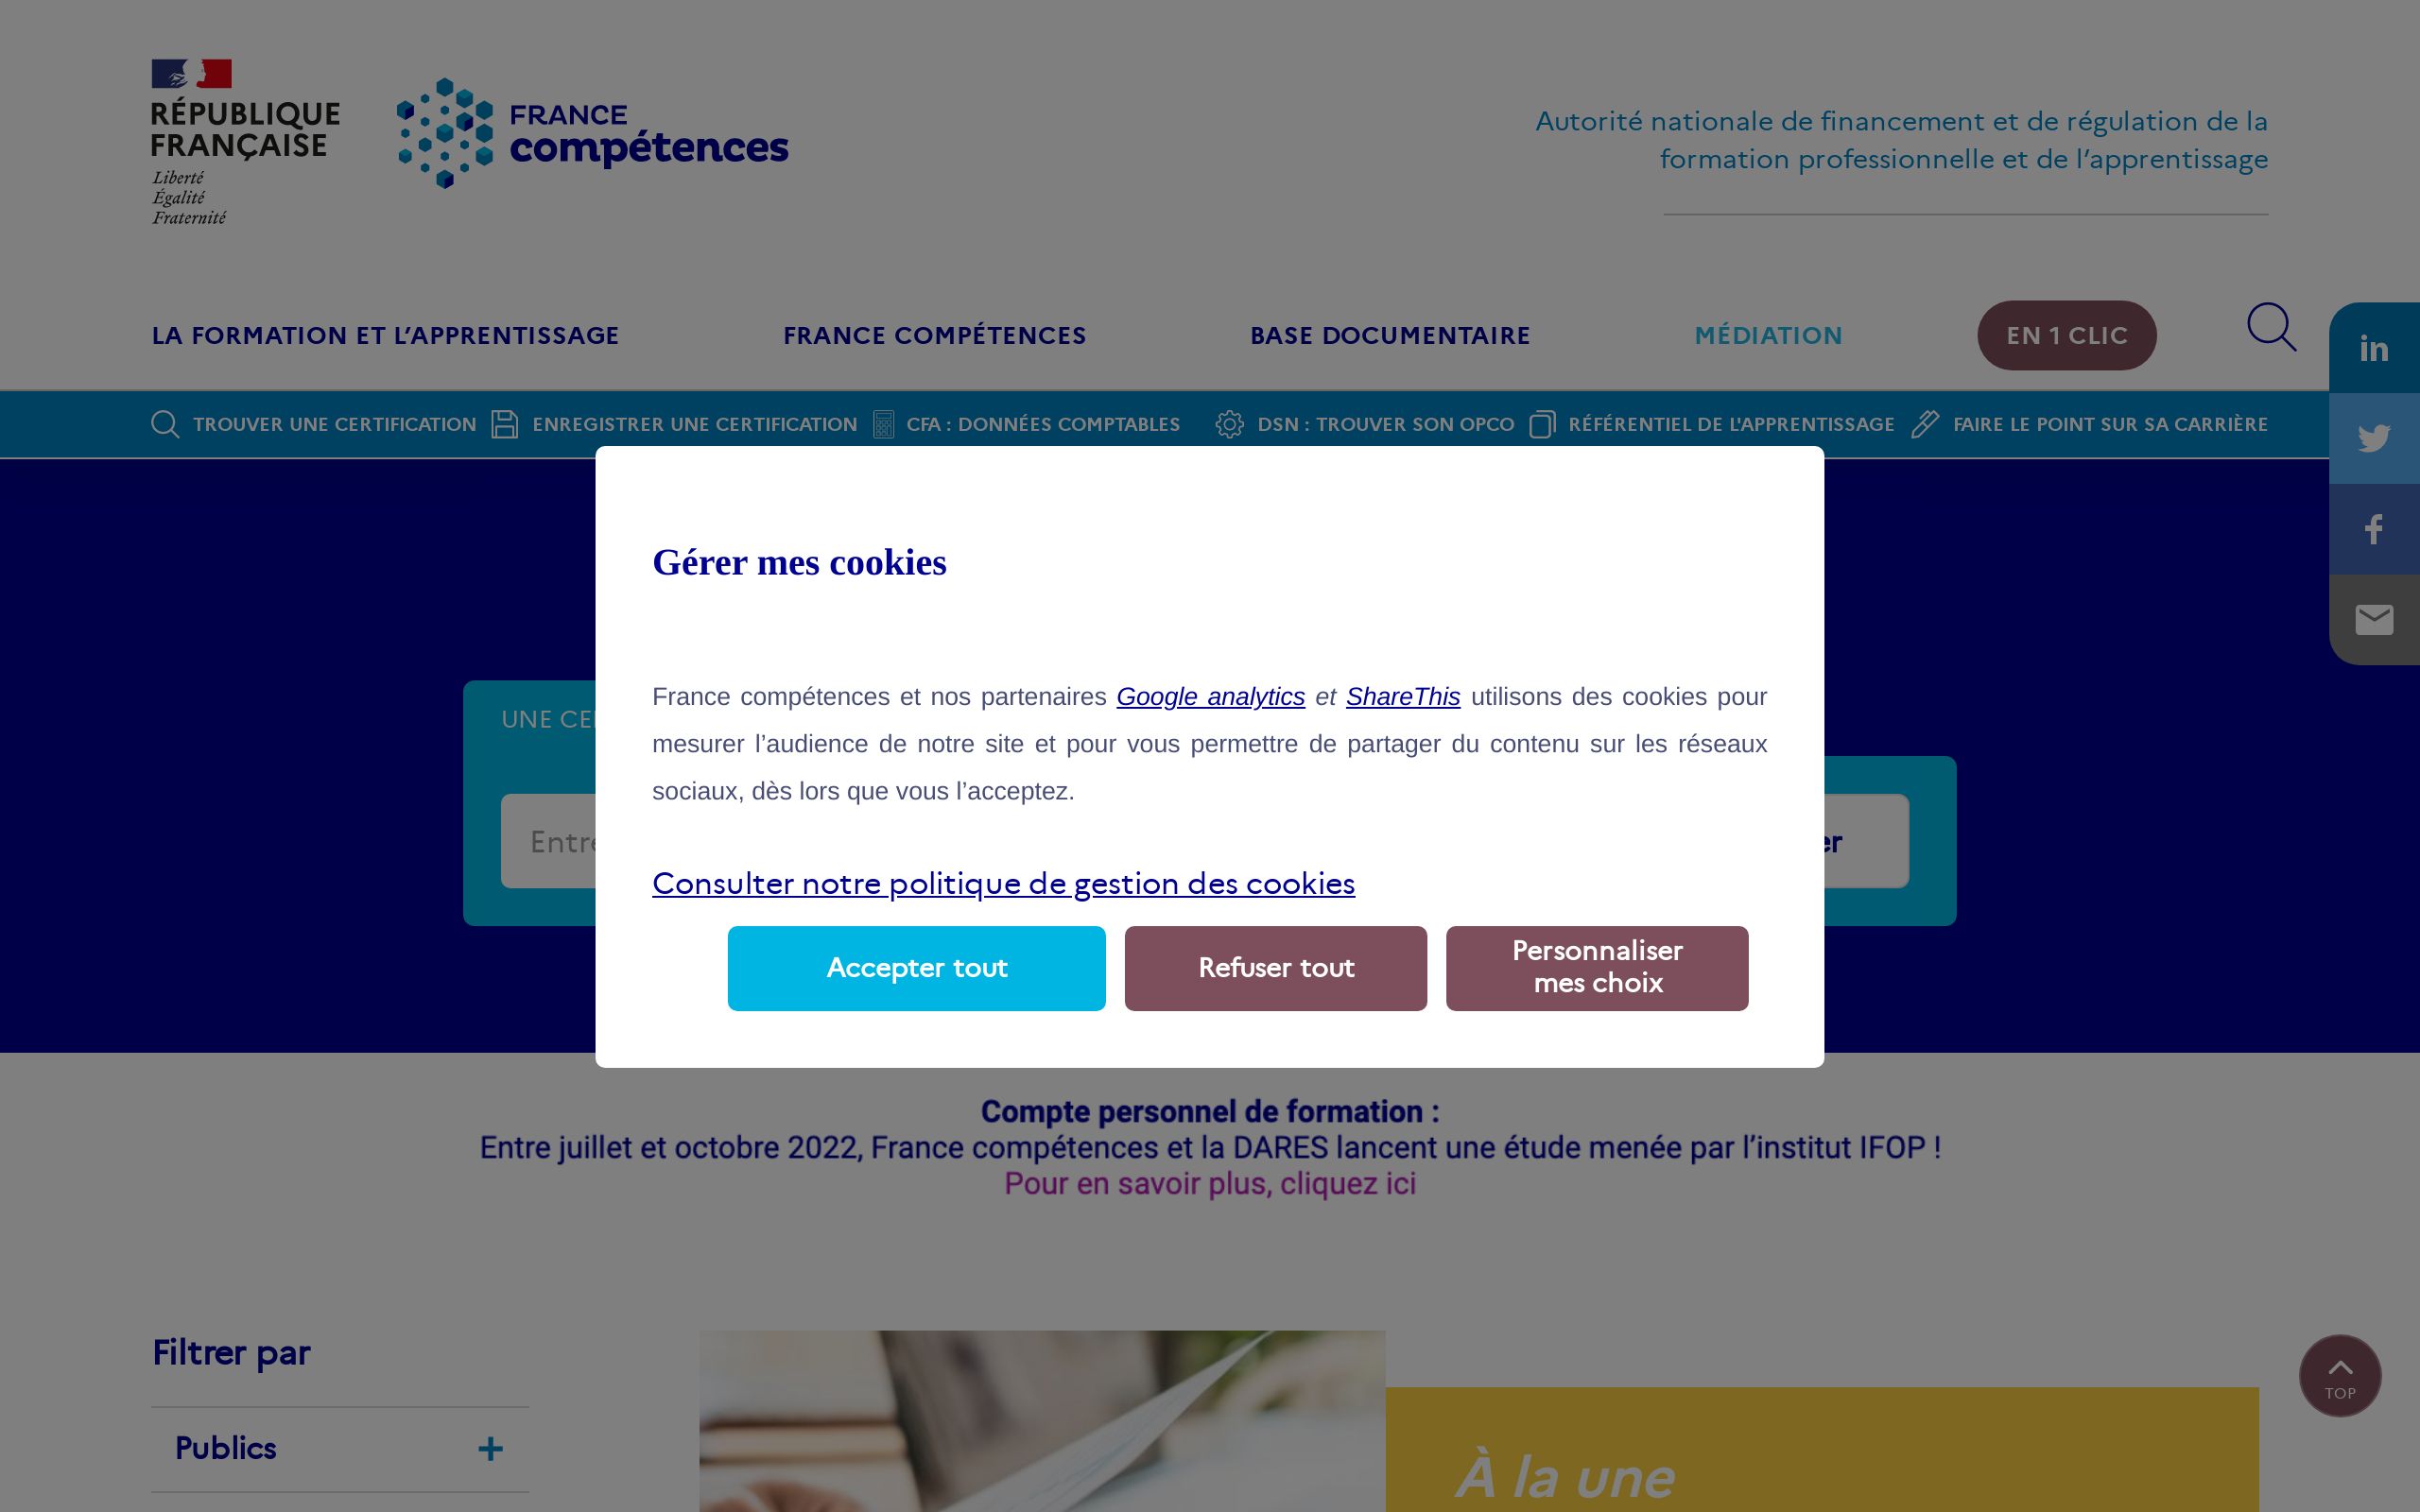 RÉPUBLIQUE
FRANÇAISE
Liberté
Égalité
Fraternité
FRANCE
compétences
Autorité nationale de financement et de régulation de la
formation professionnelle et de l’apprentissage
LA FORMATION ET L’APPRENTISSAGE
FRANCE COMPÉTENCES
BASE DOCUMENTAIRE
MÉDIATION
EN 1 CLIC
TROUVER UNE CERTIFICATION
ENREGISTRER UNE CERTIFICATION
CFA : DONNÉES COMPTABLES
DSN : TROUVER SON OPCO
RÉFÉRENTIEL DE L'APPRENTISSAGE
FAIRE LE POINT SUR SA CARRIÈRE
Gérer mes cookies
France compétences et nos partenaires Google analytics et ShareThis utilisons des cookies pour
mesurer l’audience de notre site et pour vous permettre de partager du contenu sur les réseaux
sociaux, dès lors que vous l’acceptez.
UNE
Consulter notre politique de gestion des cookies
Accepter tout
Refuser tout
Personnaliser
mes choix
Compte personnel de formation :
Entre juillet et octobre 2022, France compétences et la DARES lancent une étude menée par l’institut IFOP !
Pour en savoir plus, cliquez ici
Filtrer par
Publics
À la une
TOP